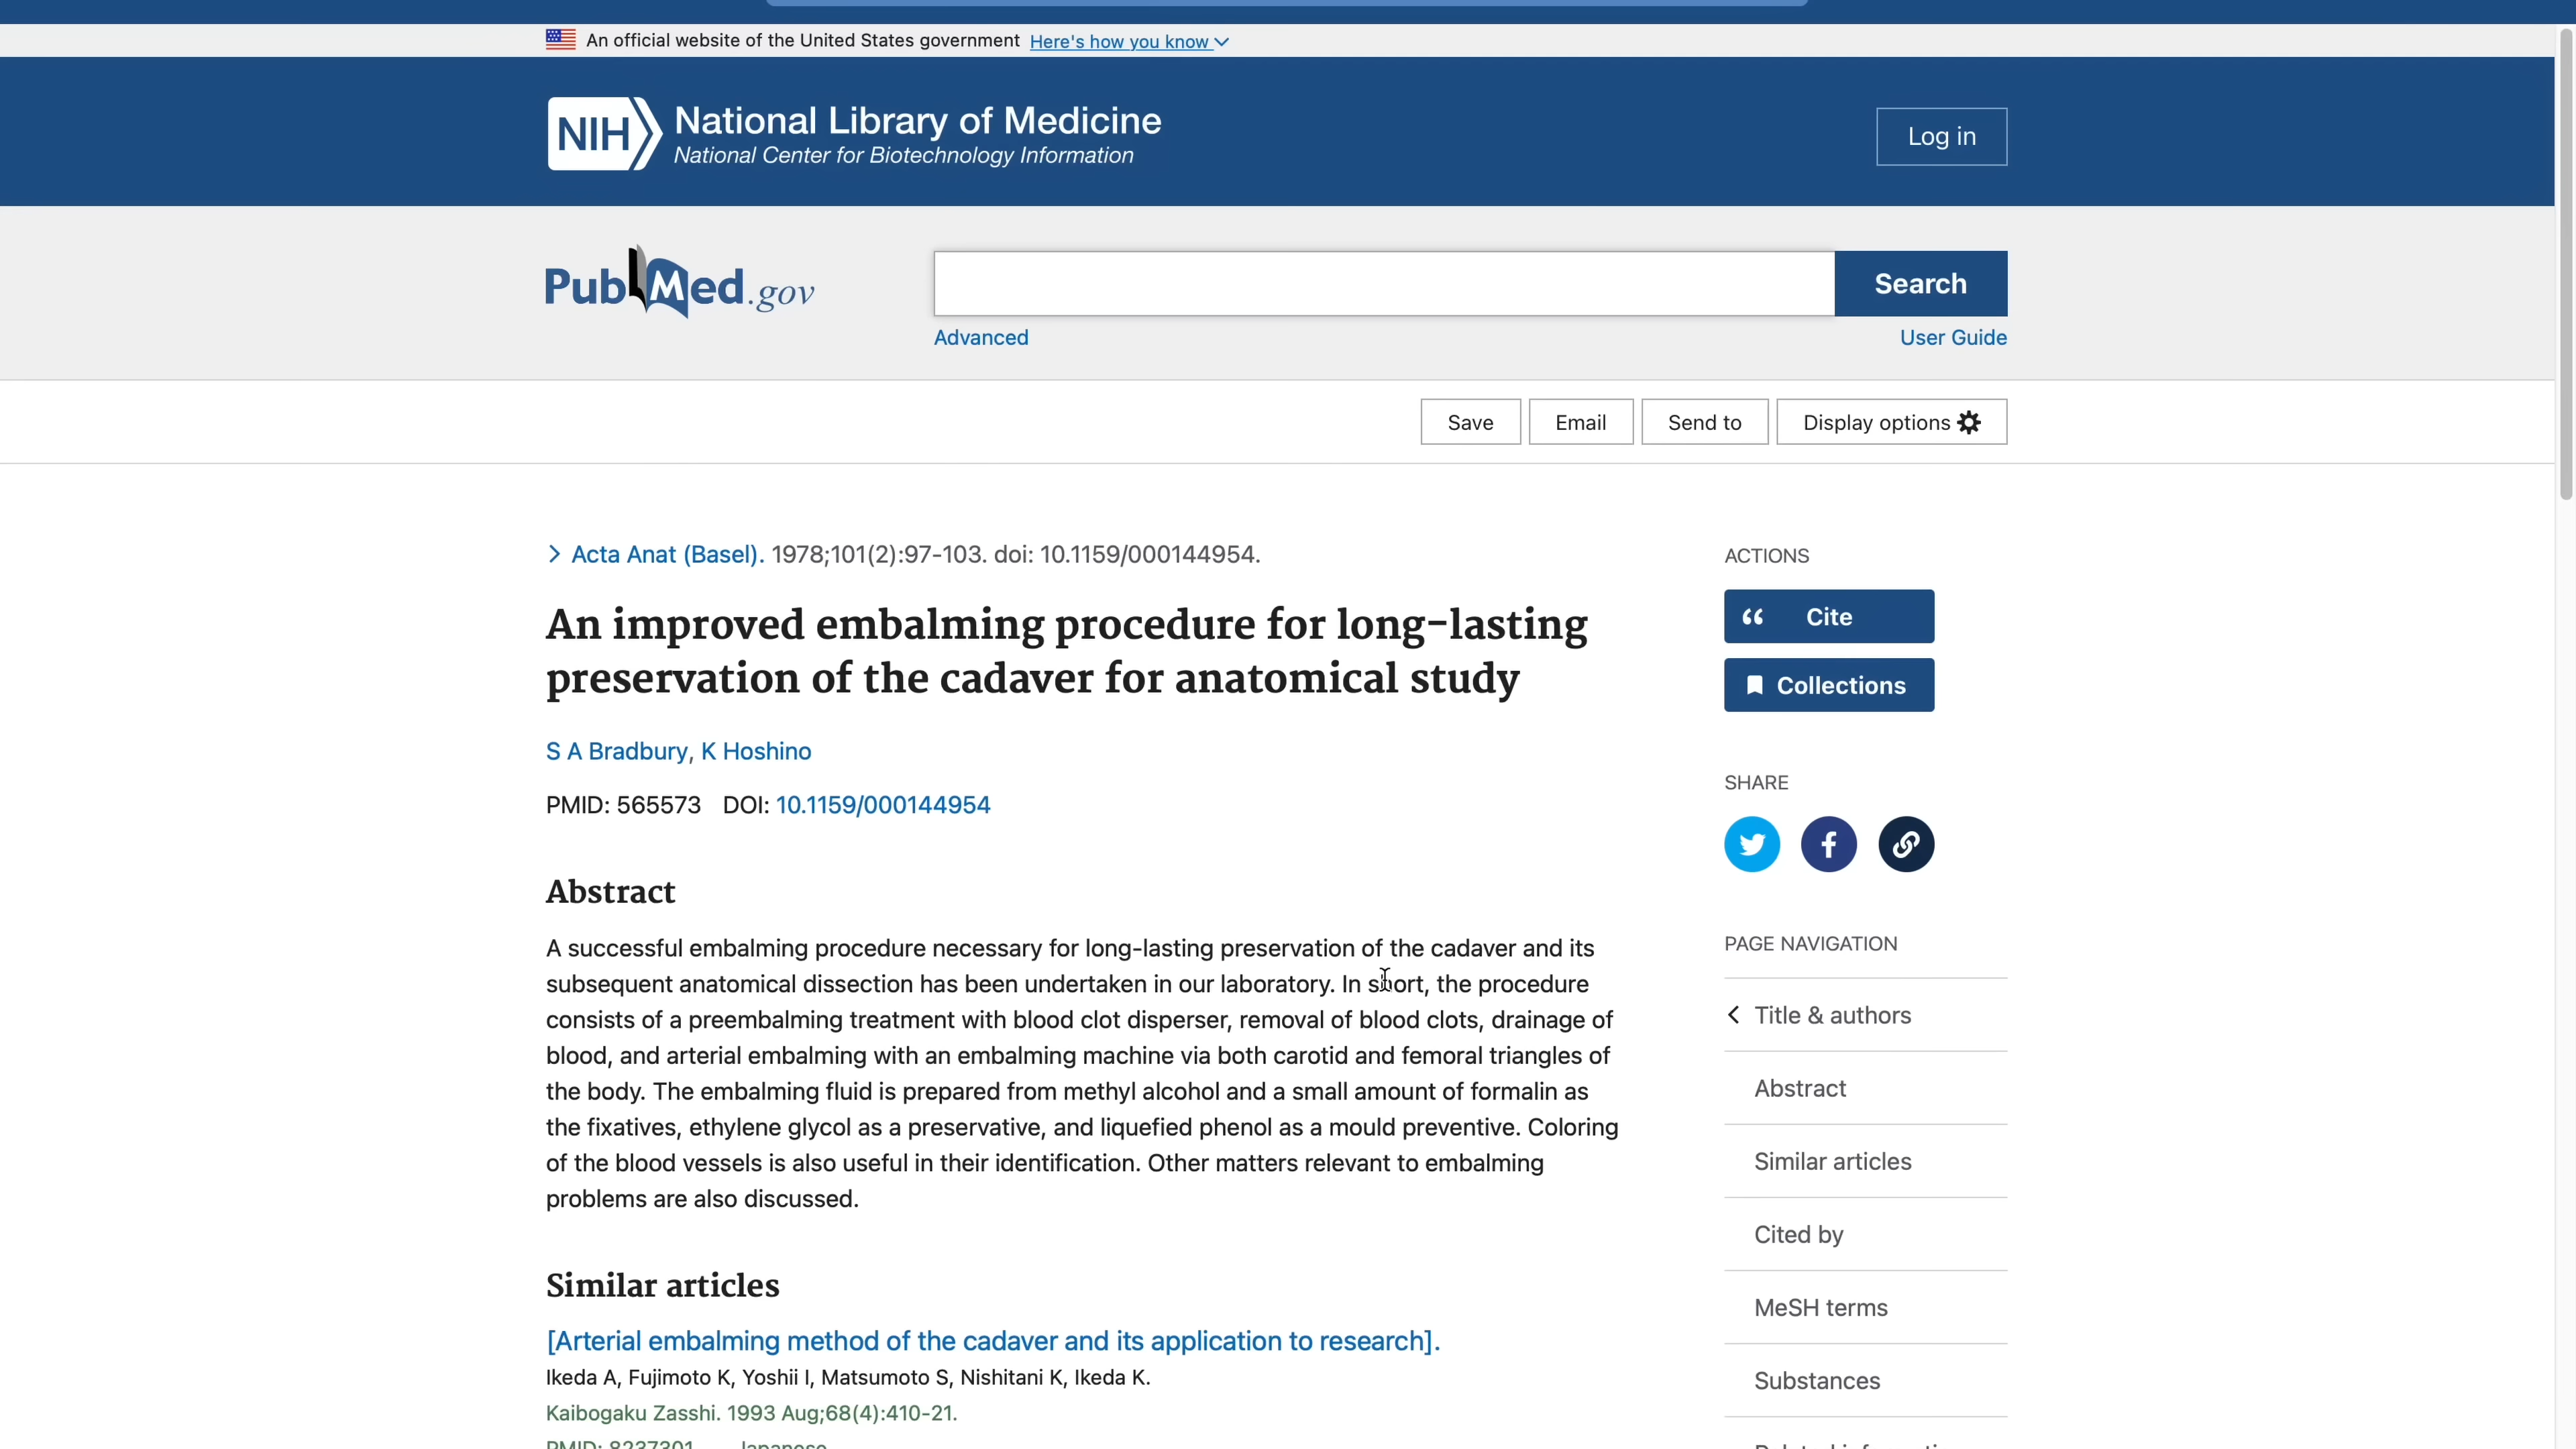 An official website of the United States government Here's how you know
NIH National Library of Medicine
National Center for Biotechnology Information
Log in
PubMed.gov
Search
Advanced
User Guide
Save
Email
Send to
Display options
Acta Anat (Basel). 1978;101(2):97-103. doi: 10.1159/000144954.
An improved embalming procedure for long-lasting
preservation of the cadaver for anatomical study
S A Bradbury, K Hoshino
PMID: 565573 DOI: 10.1159/000144954
Abstract
A successful embalming procedure necessary for long-lasting preservation of the cadaver and its
subsequent anatomical dissection has been undertaken in our laboratory. In short, the procedure
consists of a preembalming treatment with blood clot disperser, removal of blood clots, drainage of
blood, and arterial embalming with an embalming machine via both carotid and femoral triangles of
the body. The embalming fluid is prepared from methyl alcohol and a small amount of formalin as
the fixatives, ethylene glycol as a preservative, and liquefied phenol as a mould preventive. Coloring
of the blood vessels is also useful in their identification. Other matters relevant to embalming
problems are also discussed.
Similar articles
[Arterial embalming method of the cadaver and its application to research].
Ikeda A, Fujimoto K, Yoshii I, Matsumoto S, Nishitani K, Ikeda K.
Kaibogaku Zasshi. 1993 Aug;68(4):410-21.
PMID: 8237301 Japanese
ACTIONS
Cite
Collections
SHARE
PAGE NAVIGATION
Title & authors
Abstract
Similar articles
Cited by
MeSH terms
Substances